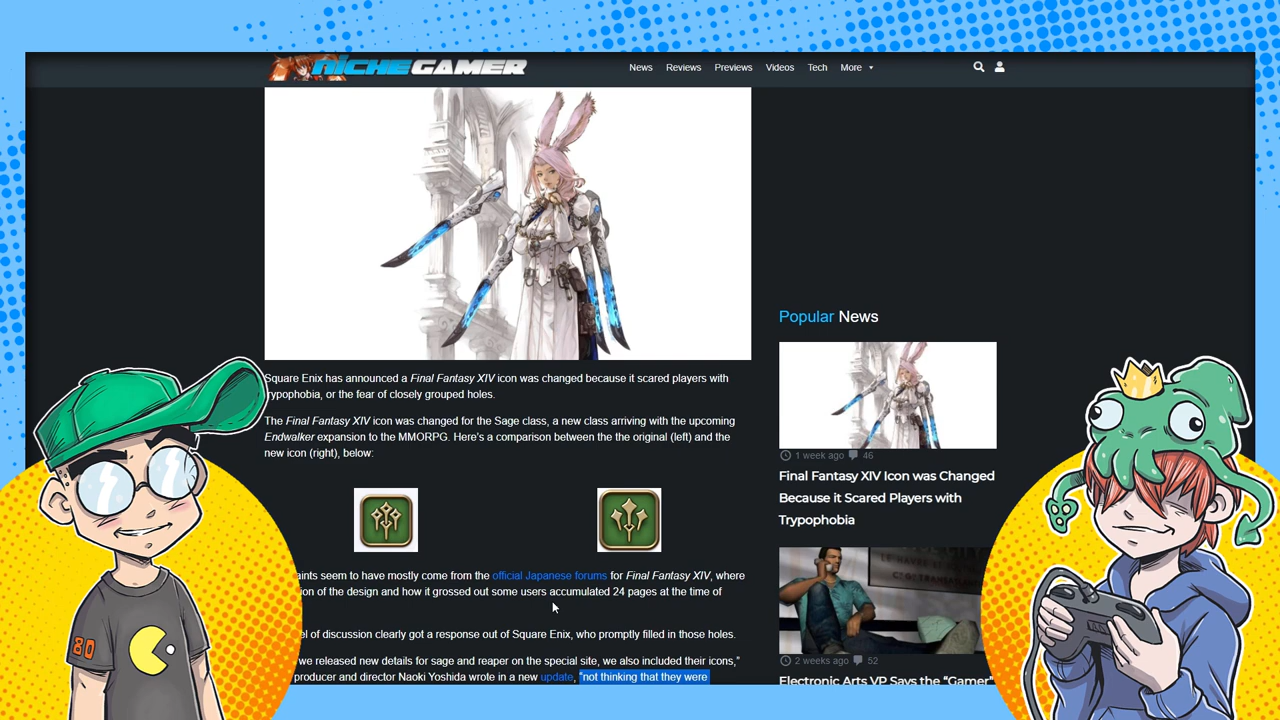 NICHEGAMER
News Reviews Previews Videos Tech More
Square Enix has announced a Final Fantasy XIV icon was changed because it scared players with
trypophobia, or the fear of closely grouped holes.
The Final Fantasy XIV icon was changed for the Sage class, a new class arriving with the upcoming
Endwalker expansion to the MMORPG. Here's a comparison between the the original (left) and the
new icon (right), below:
seem to have mostly come from the official Japanese forums for Final Fantasy XIV, where
of the design and how it grossed out some users accumulated 24 pages at the time of
of discussion clearly got a response out of Square Enix, who promptly filled in those holes.
we released new details for sage and reaper on the special site, we also included their icons,"
producer and director Naoki Yoshida wrote in a new update, "not thinking that they were
Popular News
1 week ago 46
Final Fantasy XIV Icon was Changed
Because it Scared Players with
Trypophobia
2 weeks ago 52
Electronic Arts VP Says the "Gamer"
80